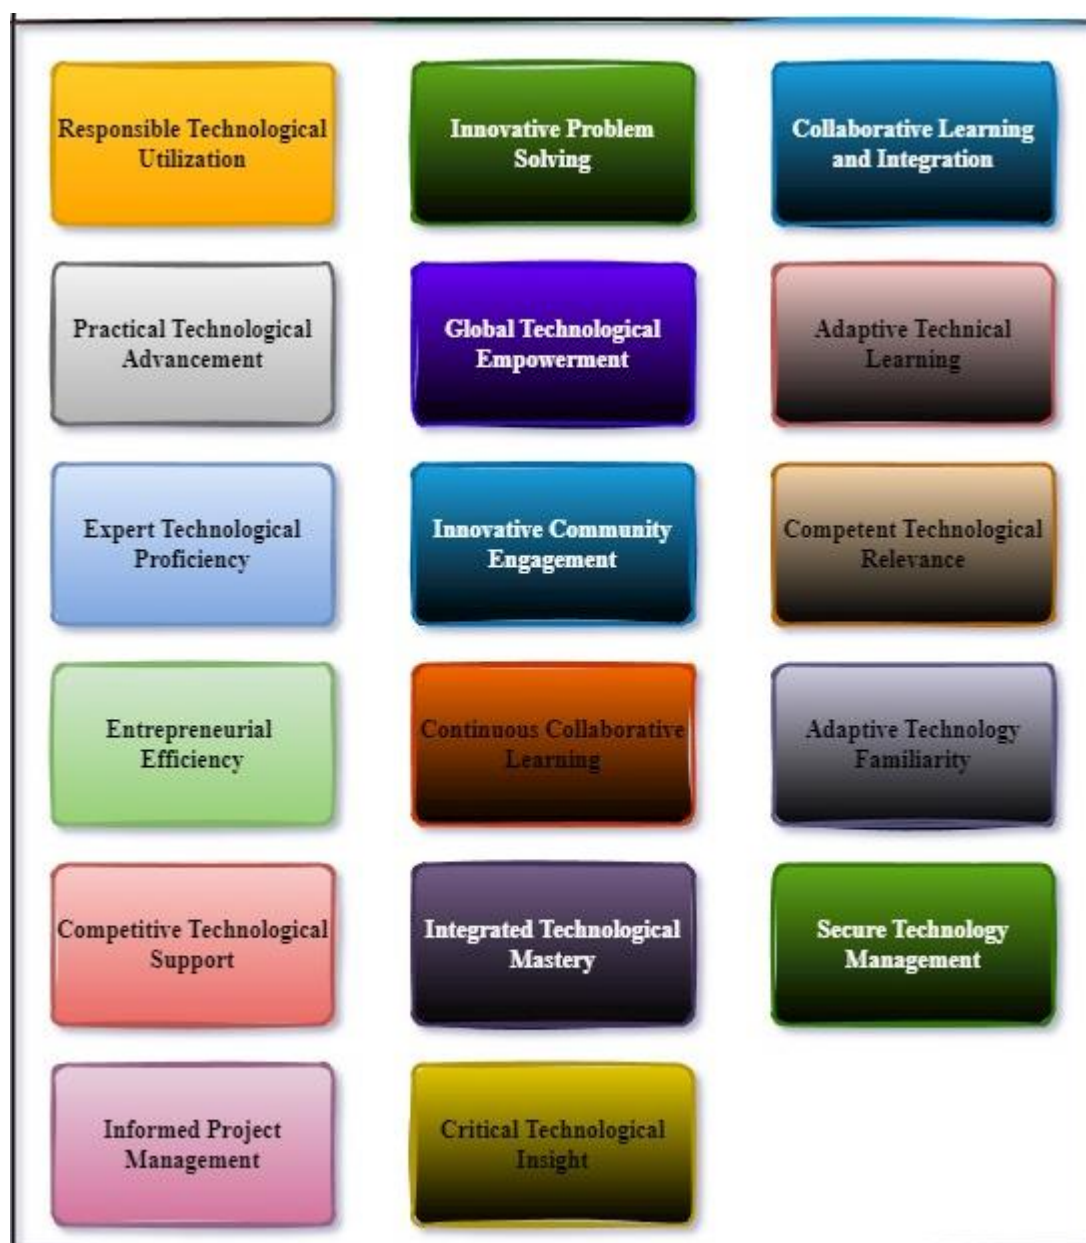 Responsible Technological
Utilization
Innovative Problem
Solving
Collaborative Learning
and Integration
Practical Technological
Advancement
Global Technological
Empowerment
Adaptive Technical
Learning
Expert Technological
Proficiency
Innovative Community
Engagement
Competent Technological
Relevance
Entrepreneurial
Efficiency
Continuous Collaborative
Learning
Adaptive Technology
Familiarity
Competitive Technological
Support
Integrated Technological
Mastery
Secure Technology
Management
Informed Project
Management
Critical Technological
Insight